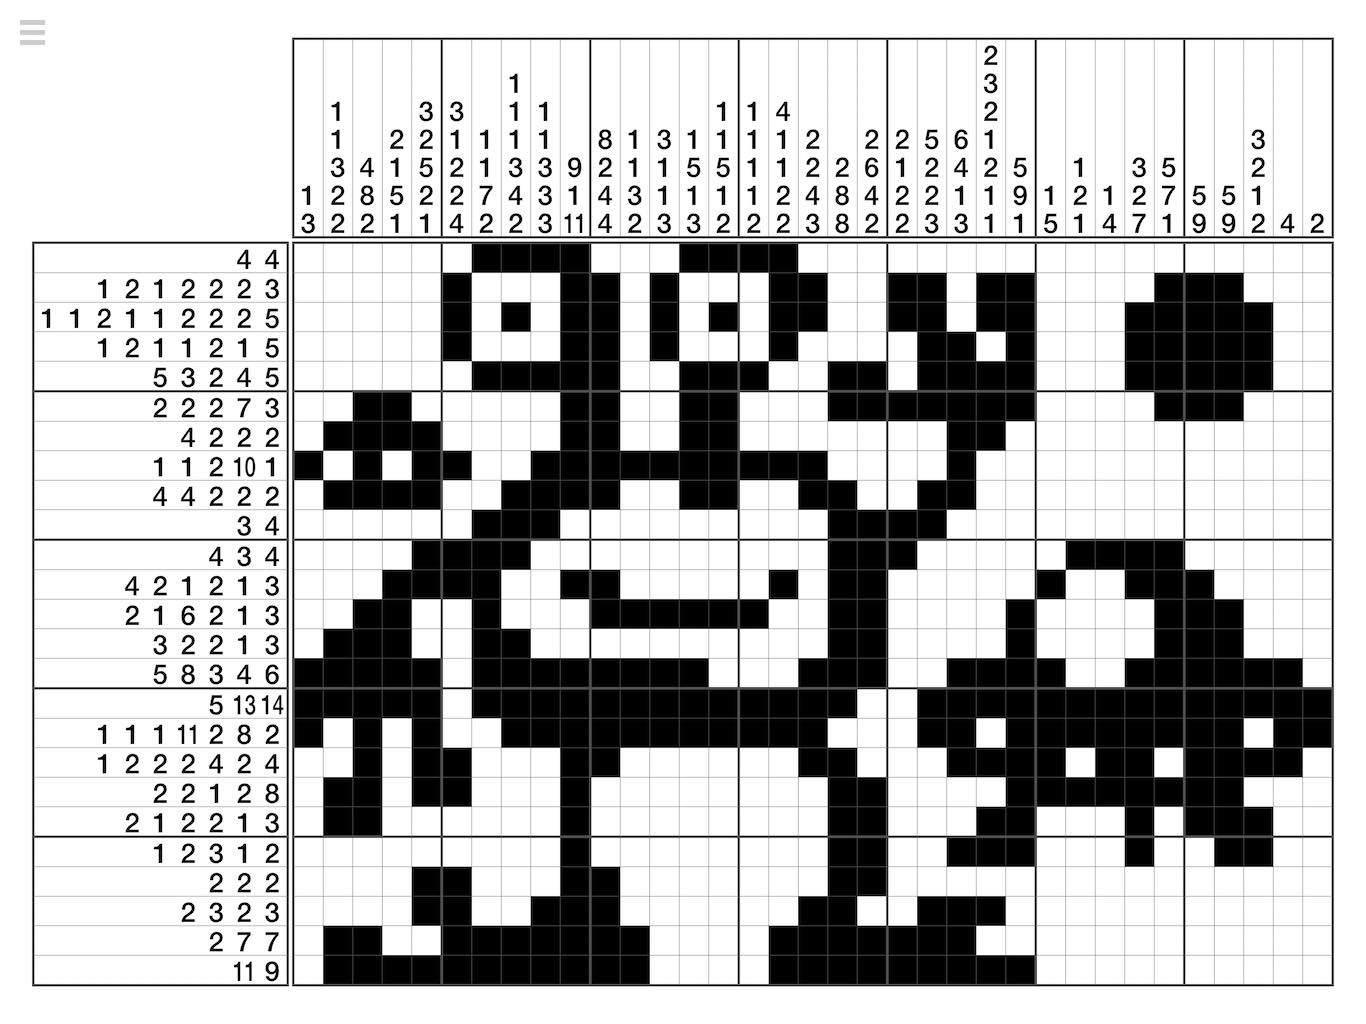 2
1 3
1 3 3 1 1 1 1 4 2
1 2 2 1 1 1 1 8 1 3 1 1 1 1 2 2 2 5 6 1 3
3 4 1 5 2 1 3 3 9 2 1 1 5 5 1 1 2 2 6 1 2 4 2 5 1 3 5 2
1 2 8 5 2 2 7 4 3 1 4 3 1 1 1 1 2 4 8 4 2 2 1 1 9 1 2 1 2 7 5 5 1
3 2 2 1 1 4 2 2 3 11 4 2 3 3 2 2 2 3 8 2 2 3 3 1 1 5 1 4 7 1 9 9 2 4 2
4 4
1 2 1 2 2 2 3
1 1 2 1 1 2 2 2 5
1 2 1 1 2 1 5
5 3 2 4 5
2 2 2 7 3
4 2 2 2
1 1 2 10 1
4 4 2 2 2
3 4
4 3 4
4 2 1 2 1 3
2 1 6 2 1 3
3 2 2 1 3
5 8 3 4 6
5 13 14
1 1 1 11 2 8 2
1 2 2 2 4 2 4
2 2 1 2 8
2 1 2 2 1 3
1 2 3 1 2
2 2 2
2 3 2 3
2 7 7
11 9